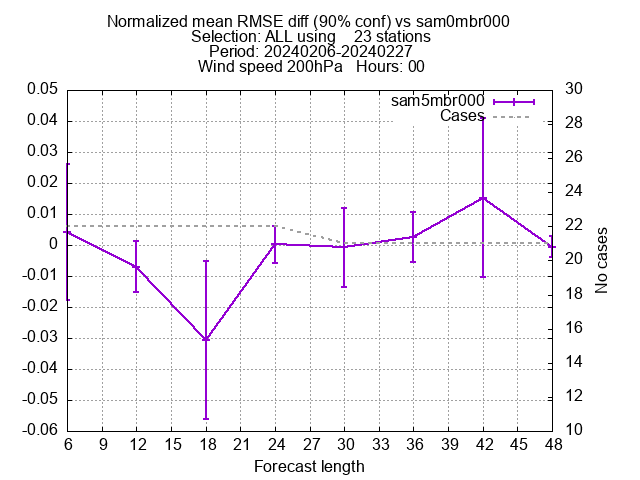 Normalized mean RMSE diff (90% conf) vs sam0mbr000
Selection: ALL using    23 stations
Period: 20240206-20240227
Wind speed 200hPa   Hours: 00
sam5mbr000
Cases
0.05
0.04
0.03
0.02
0.01
0
-0.01
-0.02
-0.03
-0.04
-0.05
-0.06
30
28
26
24
22
20
18
16
14
12
10
No cases
6 9 12 15 18 21 24 27 30 33 36 39 42 45 48
Forecast length